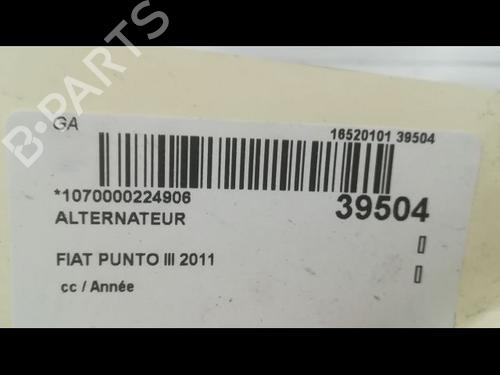 B-PARTS
GA
16520101 39504
*1070000224906
39504
ALTERNATEUR
FIAT PUNTO III 2011
cc / Année